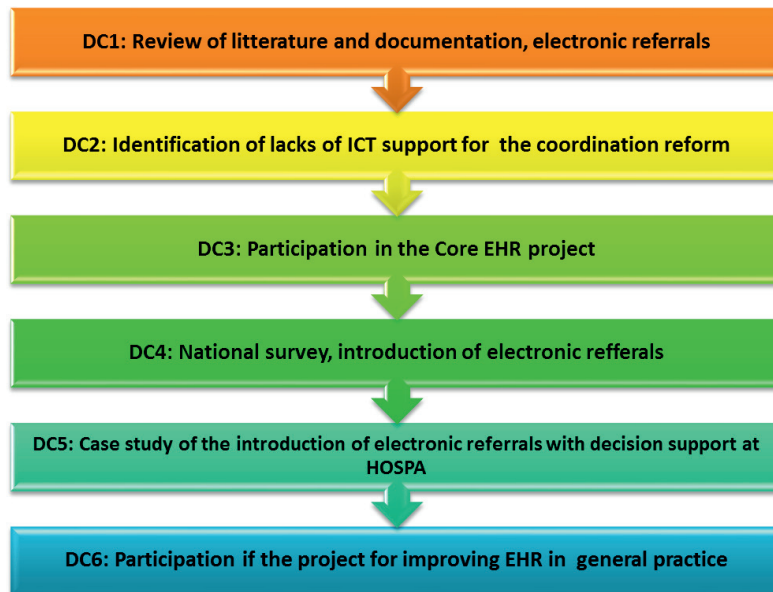 DC1: Review of litterature and documentation, electronic referrals
DC2: Identification of lacks of ICT support for the coordination reform
DC3: Participation in the Core EHR project
DC4: National survey, introduction of electronic refferals
DC5: Case study of the introduction of electronic referrals with decision support at
HOSPA
DC6: Participation if the project for improving EHR in general practice